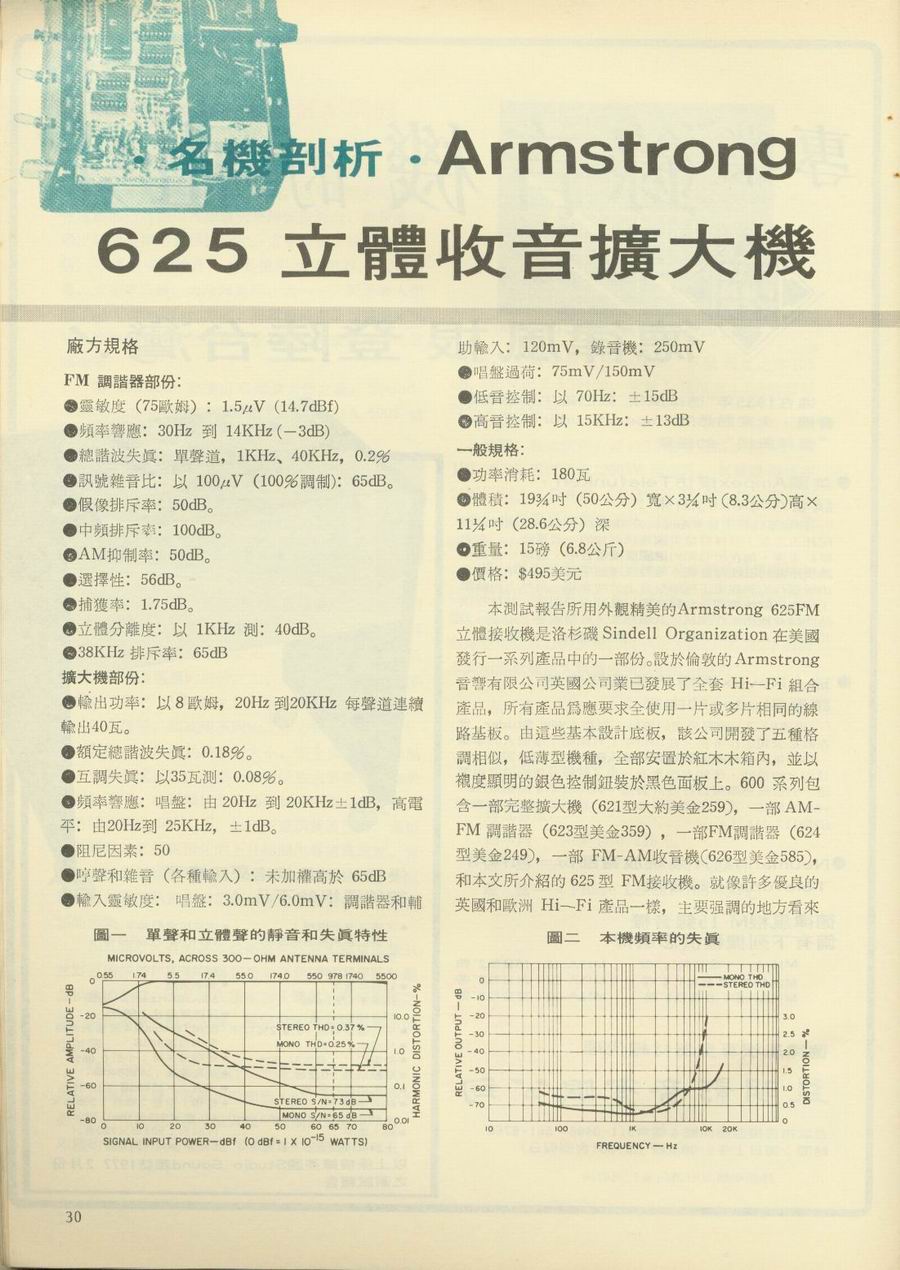 ·名機剖析·Armstrong
625 立體收音擴大機
廠方規格
FM 調諧器部份：
●靈敏度（75歐姆）：1.5μV (14.7dBf)
●頻率響應：30Hz 到 14KHz (－3dB)
●總諧波失眞：單聲道，1KHz、40KHz，0.2%
●訊號雜音比：以 100μV（100%調制）：65dB。
●假像排斥率：50dB。
●中頻排斥率：100dB。
●AM抑制率：50dB。
●選擇性：56dB。
●捕獲率：1.75dB。
●立體分離度：以 1KHz 測：40dB。
●38KHz 排斥率：65dB
擴大機部份：
●輸出功率：以8歐姆，20Hz 到20KHz 每聲道連續
輸出40瓦。
●額定總諧波失眞：0.18%。
●互調失眞：以35瓦測：0.08%。
●頻率響應：唱盤：由 20Hz 到 20KHz±1dB，高電
平：由20Hz到 25KHz，±1dB。
●阻尼因素：50
●哼聲和雜音（各種輸入）：未加權高於 65dB
●輸入靈敏度： 唱盤：3.0mV/6.0mV：調諧器和輔
助輸入：120mV，錄音機：250mV
●唱盤過荷：75mV/150mV
●低音控制：以 70Hz：±15dB
●高音控制：以 15KHz：±13dB
一般規格：
●功率消耗：180瓦
●體積：19¾吋（50公分）寬×3¼吋(8.3公分)高×
11¼吋（28.6公分）深
●重量：15磅（6.8公斤）
●價格：$495美元
本測試報告所用外觀精美的Armstrong 625FM
立體接收機是洛杉磯 Sindell Organization 在美國
發行一系列產品中的一部份。設於倫敦的 Armstrong
音響有限公司英國公司業已發展了全套 Hi－Fi 組合
產品，所有產品爲應要求全使用一片或多片相同的線
路基板。由這些基本設計底板，該公司開發了五種格
調相似，低薄型機種，全部安置於紅木木箱內，並以
襯度顯明的銀色控制鈕裝於黑色面板上。600 系列包
含一部完整擴大機（621型大約美金259），一部 AM-
FM 調諧器（623型美金359），一部FM調諧器（624
型美金249），一部 FM-AM收音機(626型美金585)，
和本文所介紹的 625 型 FM接收機。就像許多優良的
英國和歐洲 Hi－Fi 產品一樣，主要强調的地方看來
圖一 單聲和立體聲的靜音和失眞特性
MICROVOLTS, ACROSS 300－OHM ANTENNA TERMINALS
0.55 1.74 5.5 17.4 55.0 174.0 550 978 1740 5500
RELATIVE AMPLITUDE－dB
0
-20
-40
-60
-80
HARMONIC DISTORTION－%
10.0
1.0
0.1
0.01
STEREO THD=0.37%
MONO THD=0.25%
STEREO S/N=73dB
MONO S/N=65dB
0 10 20 30 40 50 60 65 70 80
SIGNAL INPUT POWER－dBf (0 dBf = 1 X 10-15 WATTS)
圖二 本機頻率的失眞
MONO THD
STEREO THD
RELATIVE OUTPUT－dB
0
-10
-20
-30
-40
-50
-60
-70
3.0
2.5
2.0
1.5
1.0
0.5
0
DISTORTION－%
10 100 1K 10K 20K
FREQUENCY－Hz
30